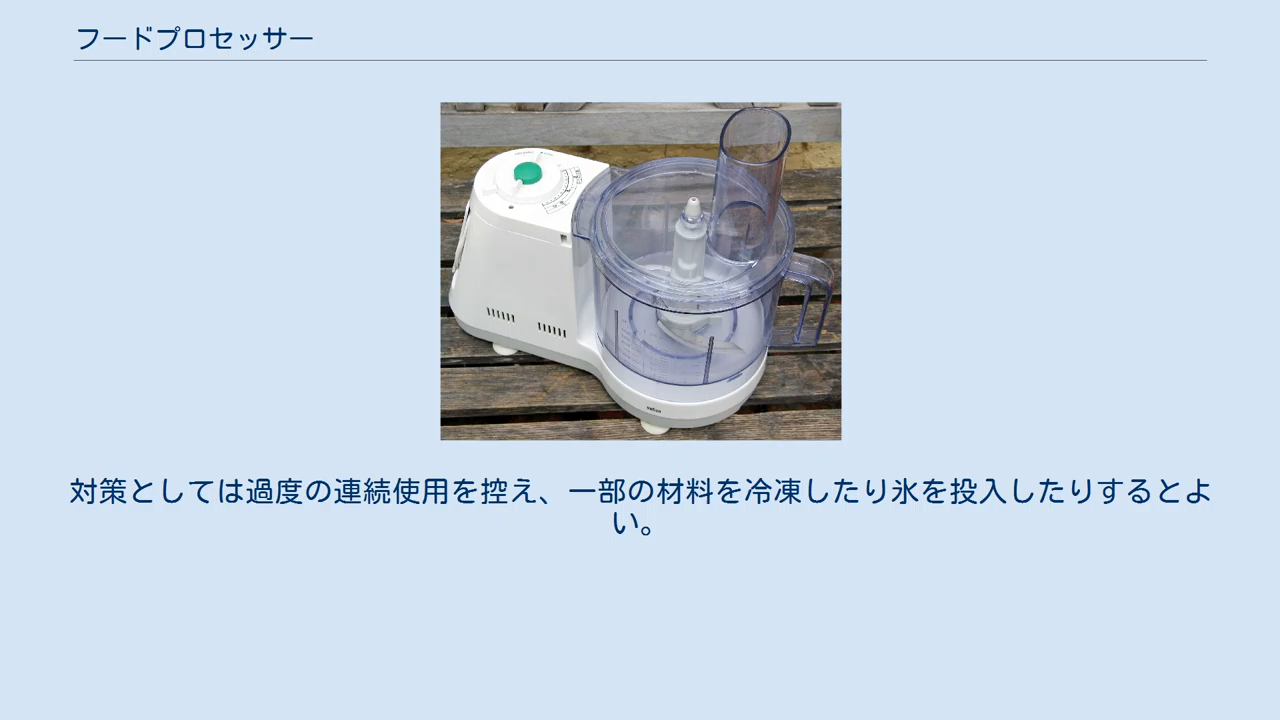 フードプロセッサー
対策としては過度の連続使用を控え、一部の材料を冷凍したり氷を投入したりするとよ
い。